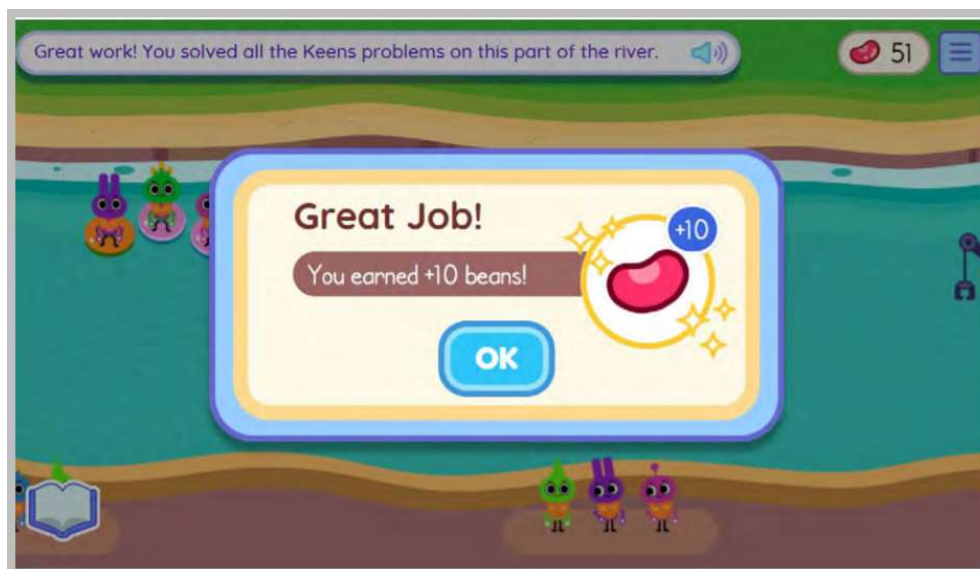 Great work! You solved all the Keens problems on this part of the river.
51
Great Job!
+10
You earned +10 beans!
OK